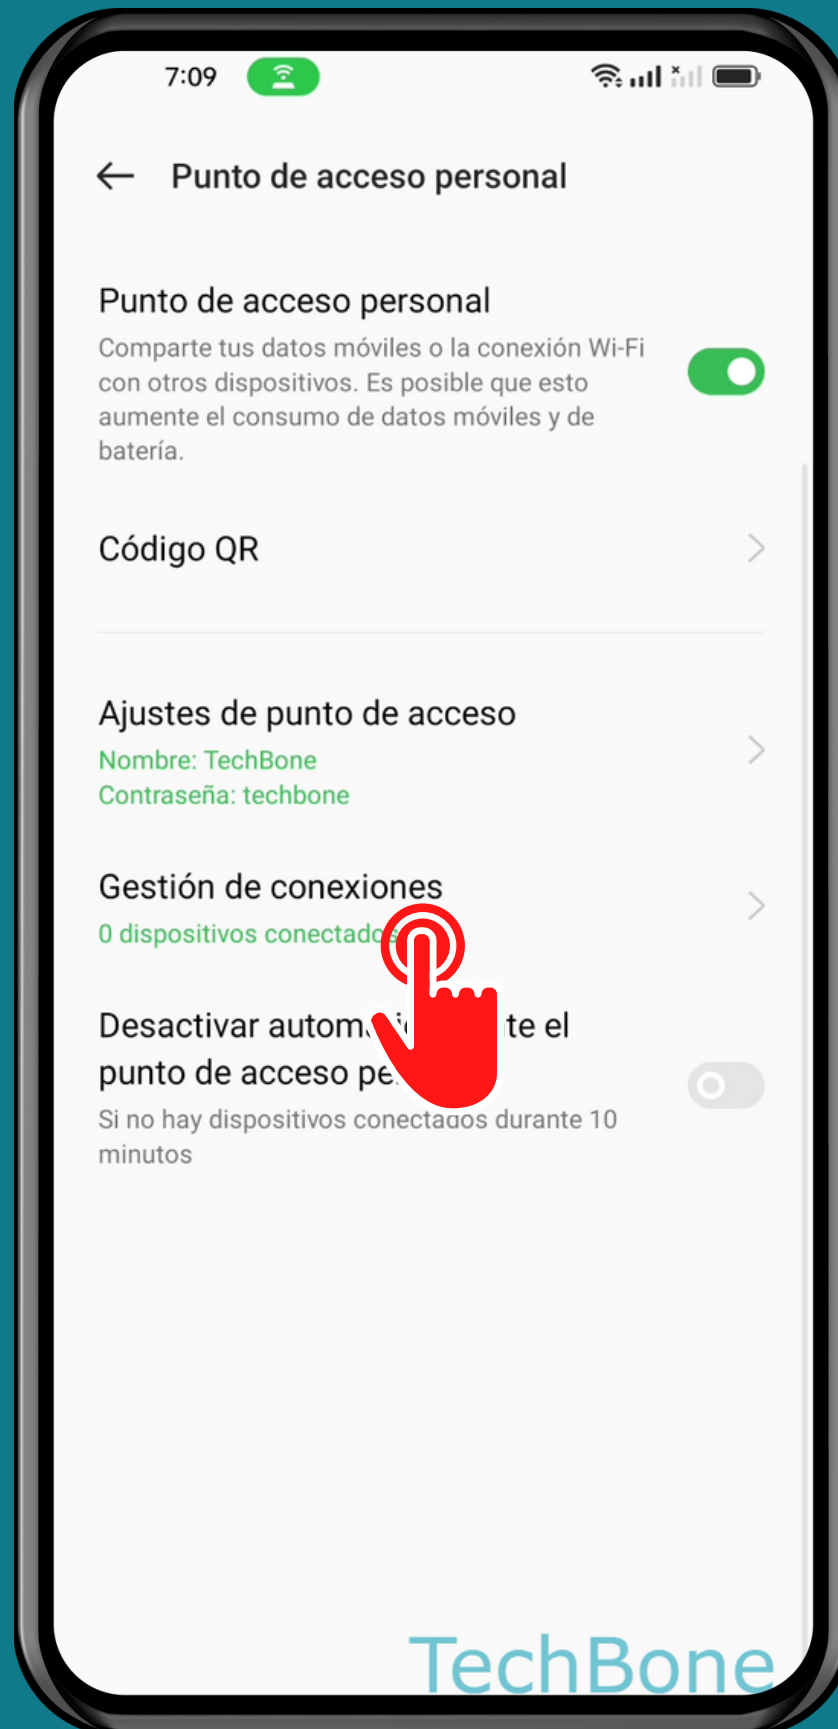 7:09
Punto de acceso personal
Punto de acceso personal
Comparte tus datos móviles o la conexión Wi-Fi
con otros dispositivos. Es posible que esto
aumente el consumo de datos móviles y de
batería.
Código QR
Ajustes de punto de acceso
Nombre: TechBone
Contraseña: techbone
Gestión de conexiones
0 dispositivos conectados
Desactivar el
punto de acceso
Si no hay dispositivos conectados durante 10
minutos
TechBone